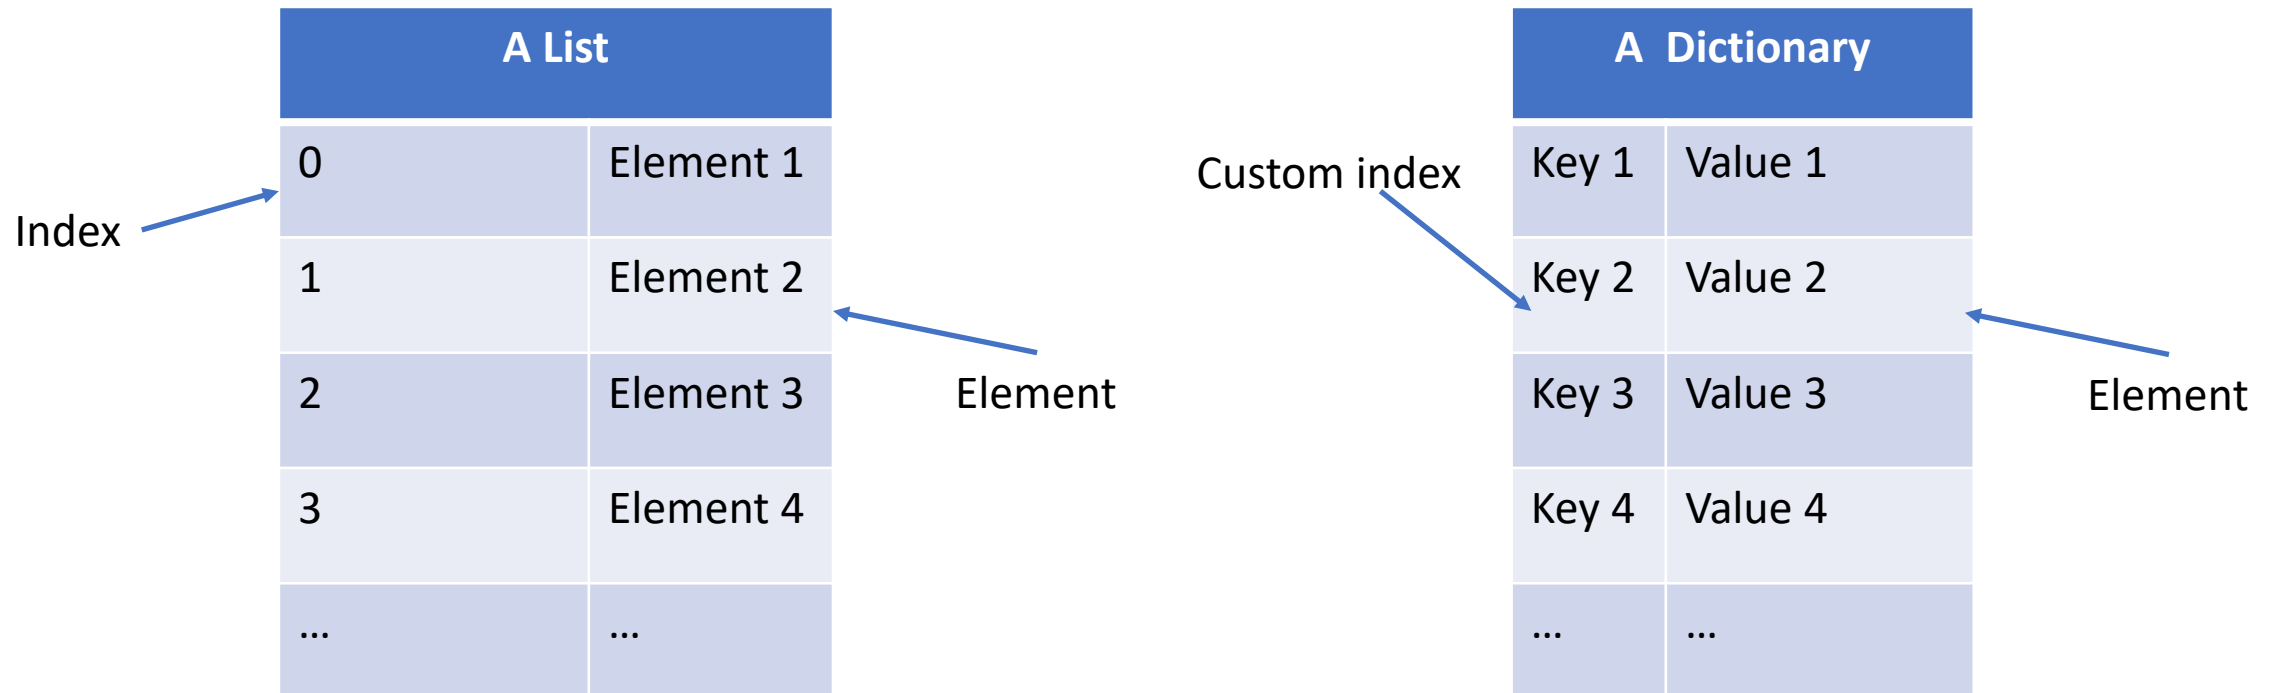 A List
Index
0 Element 1
1 Element 2
2 Element 3
3 Element 4
... ...
Element
A Dictionary
Custom index
Key 1 Value 1
Key 2 Value 2
Key 3 Value 3
Key 4 Value 4
... ...
Element